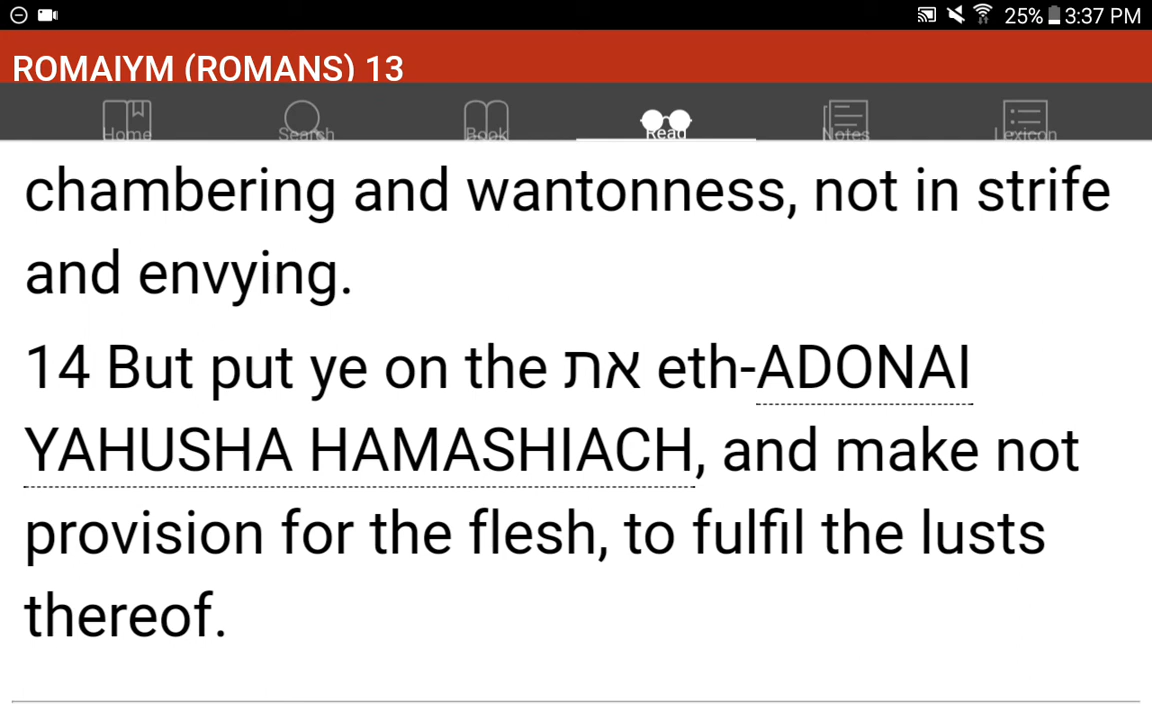 25% 3:37 PM
ROMAIYM (ROMANS) 13
Home Search Book Read Notes Lexicon
chambering and wantonness, not in strife
and envying.
14 But put ye on the את eth-ADONAI
YAHUSHA HAMASHIACH, and make not
provision for the flesh, to fulfil the lusts
thereof.